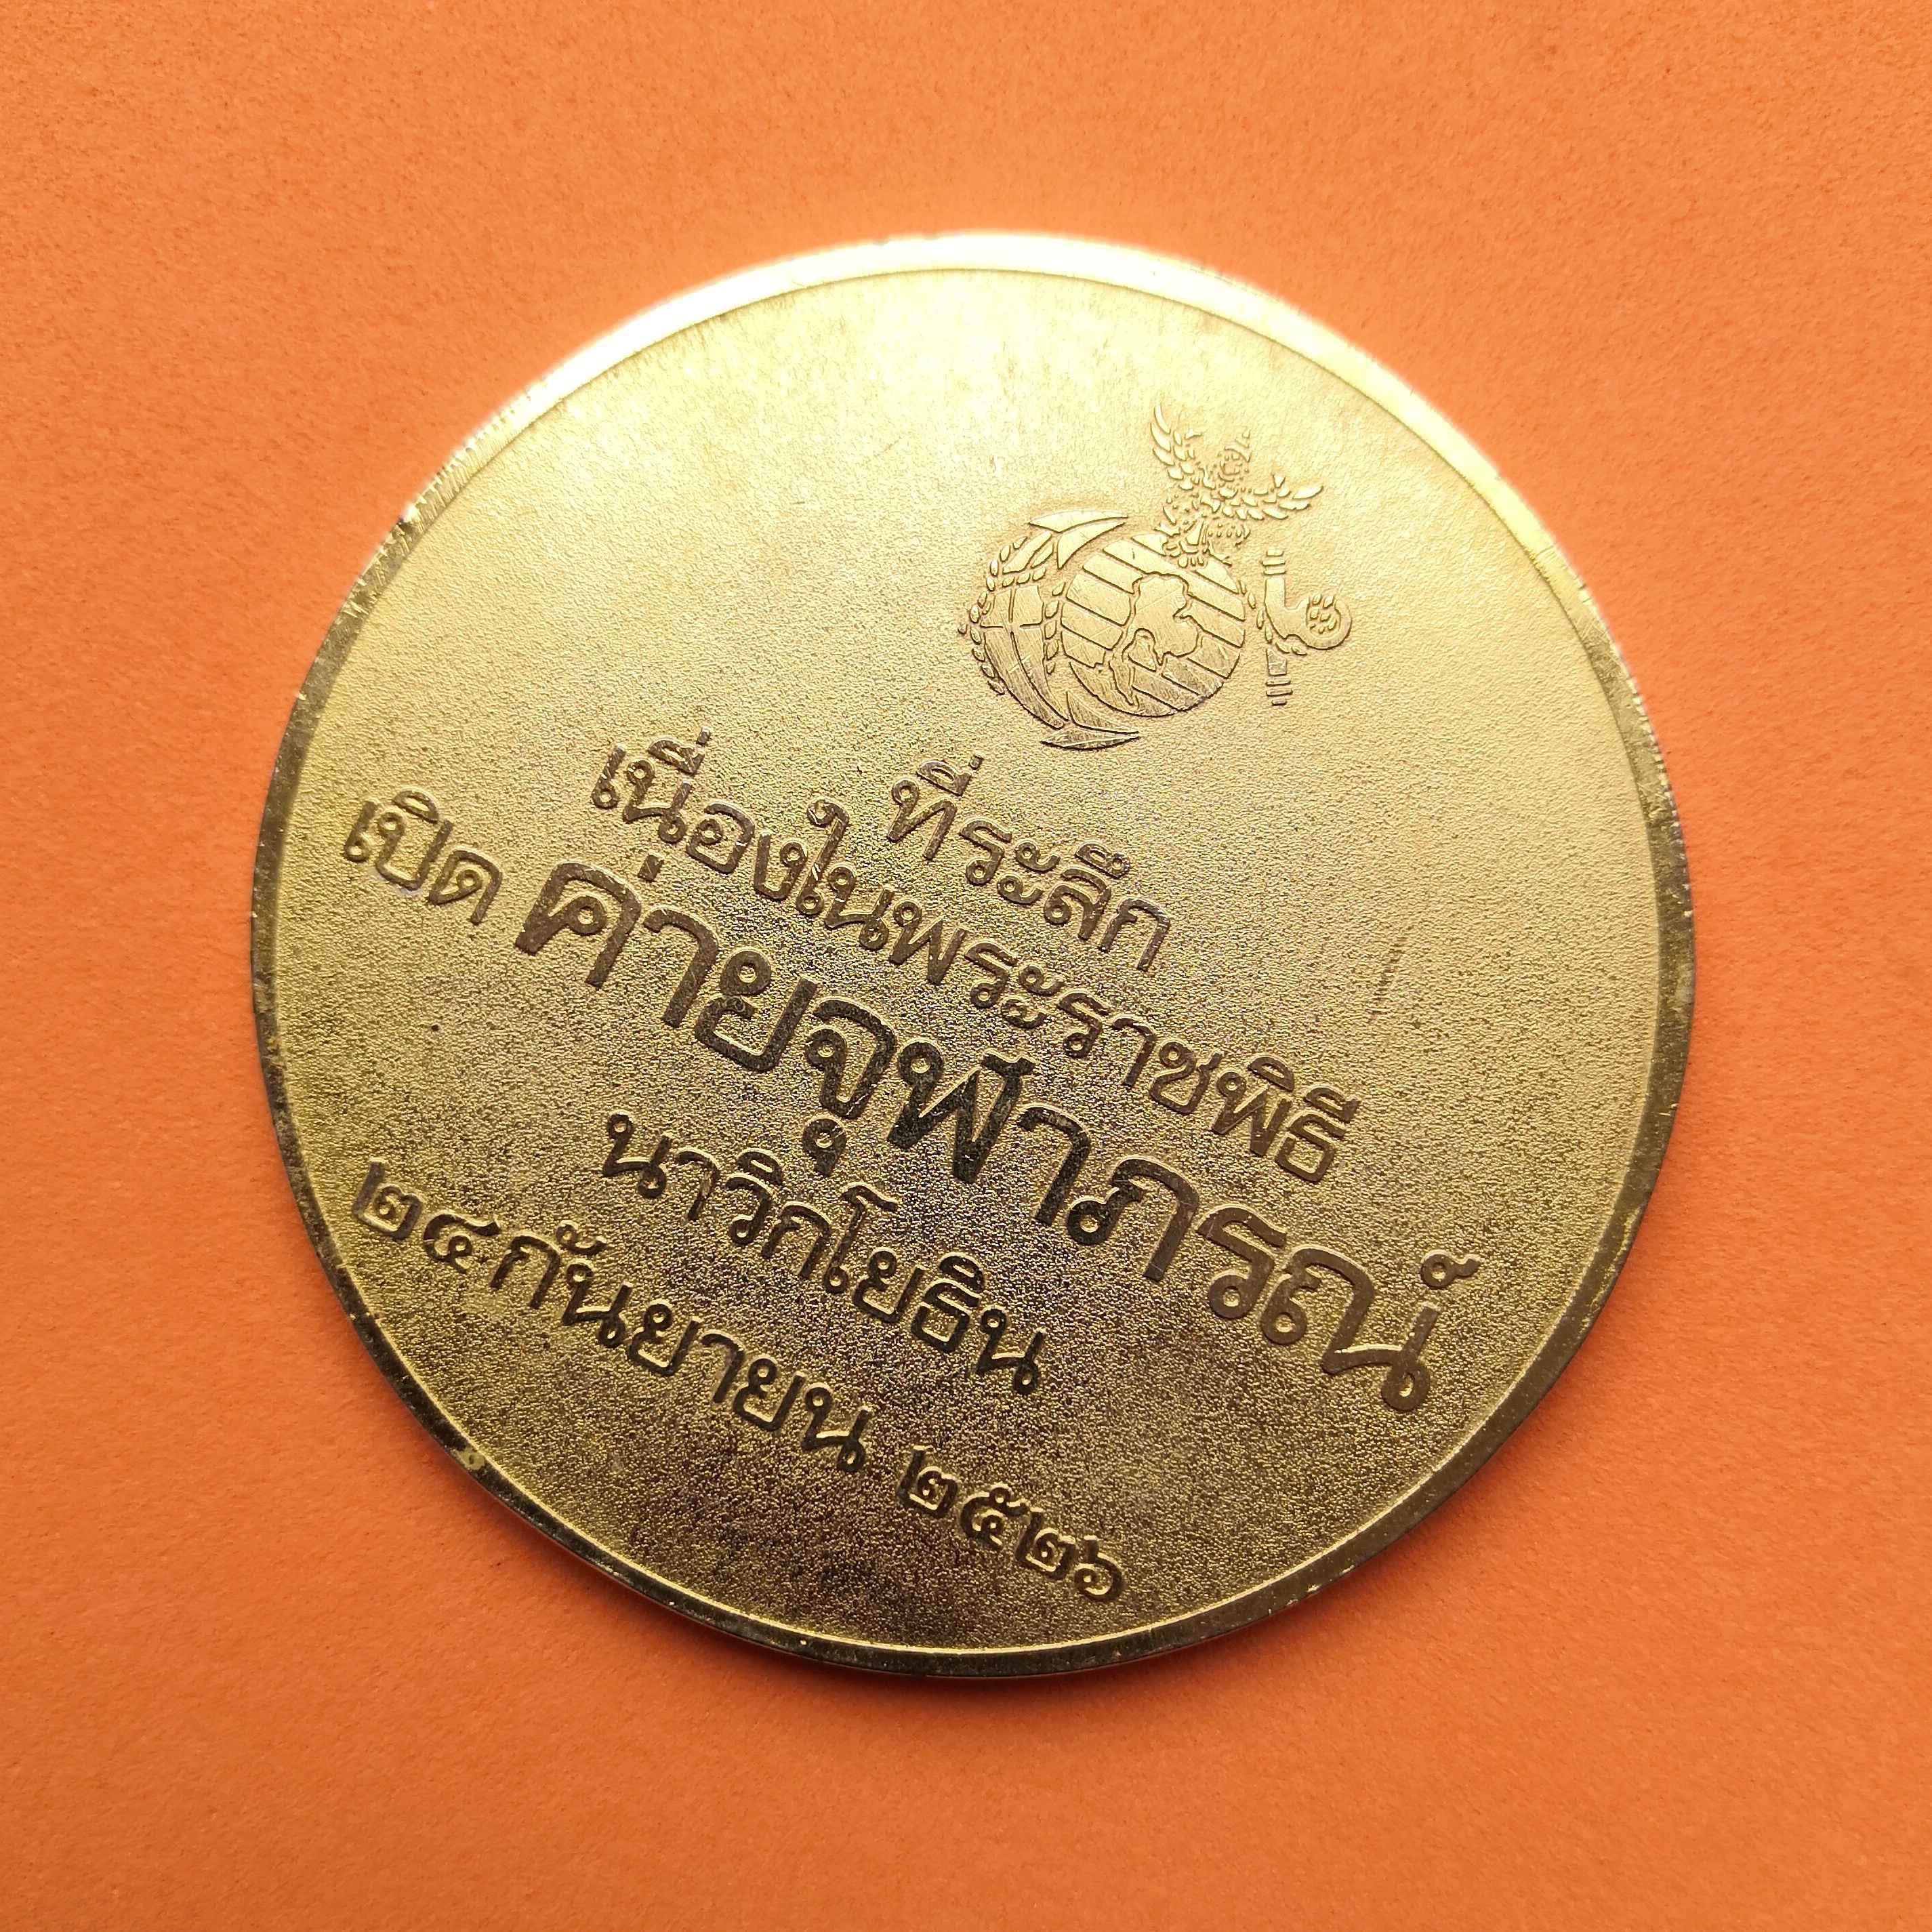 ที่ระลึก
เนื่องในพระราชพิธี
เปิด ค่ายจุฬาภรณ์
นาวิกโยธิน
๒๔กันยายน ๒๕๒๖